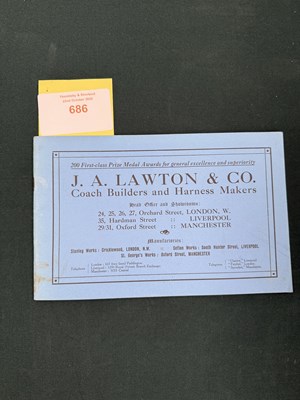 686
200 First-class Prize Medal Awards for general excellence and superiority
J. A. LAWTON & CO.
Coach Builders and Harness Makers
Head Office and Showrooms:
24, 25, 26, 27, Orchard Street, LONDON, W.
35, Hardman Street :: LIVERPOOL
29/31, Oxford Street :: MANCHESTER
Manufactories:
Stanley Works : Cricklewood, LONDON, N.W. :: Sefton Works : South Hunter Street, LIVERPOOL
St. George's Works : Oxford Street, MANCHESTER